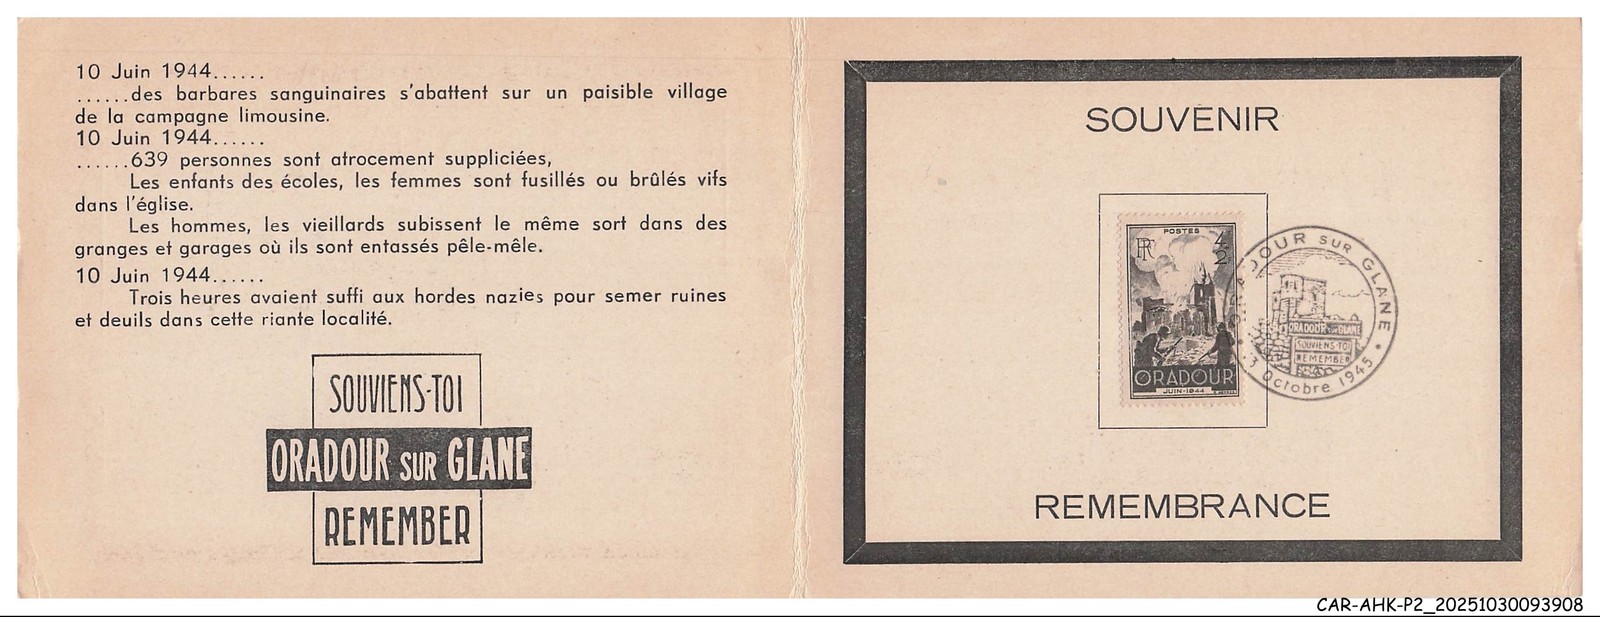 10 Juin 1944......
......des barbares sanguinaires s'abattent sur un paisible village
de la campagne limousine.
10 Juin 1944......
......639 personnes sont atrocement suppliciées,
Les enfants des écoles, les femmes sont fusillés ou brûlés vifs
dans l'église.
Les hommes, les vieillards subissent le même sort dans des
granges et garages où ils sont entassés pêle-mêle.
10 Juin 1944......
Trois heures avaient suffi aux hordes nazies pour semer ruines
et deuils dans cette riante localité.
SOUVIENS-TOI
ORADOUR SUR GLANE
REMEMBER
SOUVENIR
POSTES
RF
4F
2F
ORADOUR
JUIN-1944
ORADOUR SUR GLANE
ORADOUR SUR GLANE
SOUVIENS-TOI
REMEMBER
13 Octobre 1945
REMEMBRANCE
CAR-AHK-P2_20251030093908